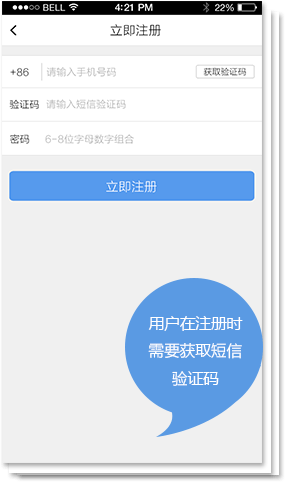 BELL 4:21 PM 22%
立即注册
+86 请输入手机号码 获取验证码
验证码 请输入短信验证码
密码 6-8位字母数字组合
立即注册
用户在注册时
需要获取短信
验证码